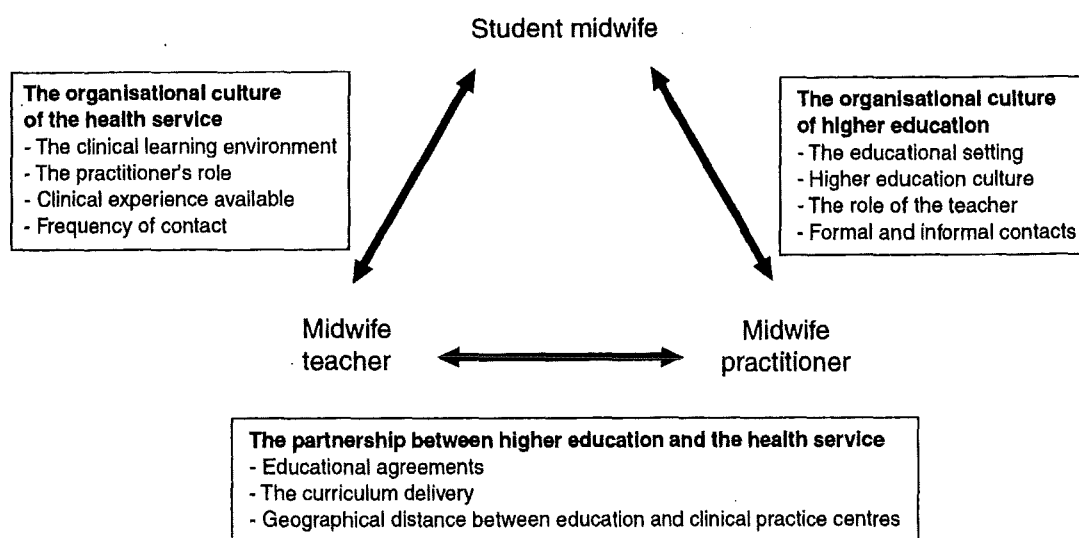 Student midwife
The organisational culture
of the health service
- The clinical learning environment
- The practitioner's role
- Clinical experience available
- Frequency of contact
The organisational culture
of higher education
- The educational setting
- Higher education culture
- The role of the teacher
- Formal and informal contacts
Midwife
teacher
Midwife
practitioner
The partnership between higher education and the health service
- Educational agreements
- The curriculum delivery
- Geographical distance between education and clinical practice centres